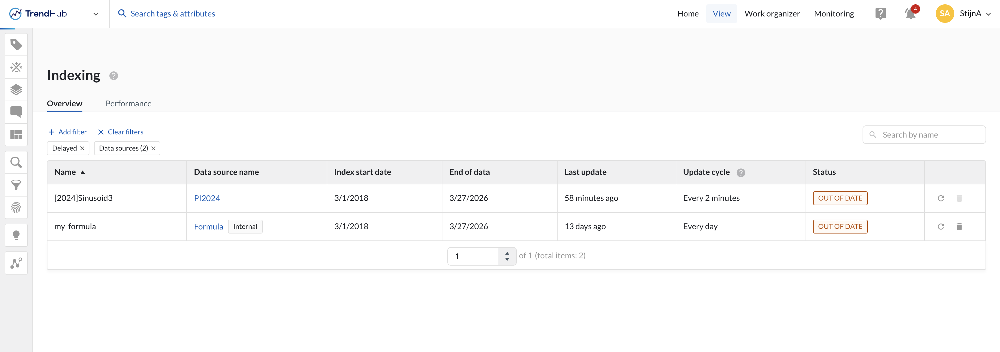 TrendHub
Search tags & attributes
Home
View
Work organizer
Monitoring
?
4
SA
StijnA
Indexing ?
Overview
Performance
Add filter
Clear filters
Delayed
Data sources (2)
Search by name
Name
Data source name
Index start date
End of data
Last update
Update cycle ?
Status
[2024]Sinusoid3
PI2024
3/1/2018
3/27/2026
58 minutes ago
Every 2 minutes
OUT OF DATE
my_formula
Formula
Internal
3/1/2018
3/27/2026
13 days ago
Every day
OUT OF DATE
1
of 1 (total items: 2)